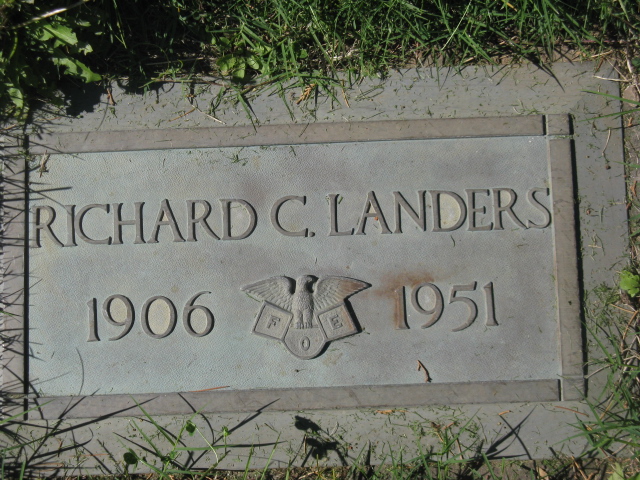 RICHARD C. LANDERS
1906 F O E 1951